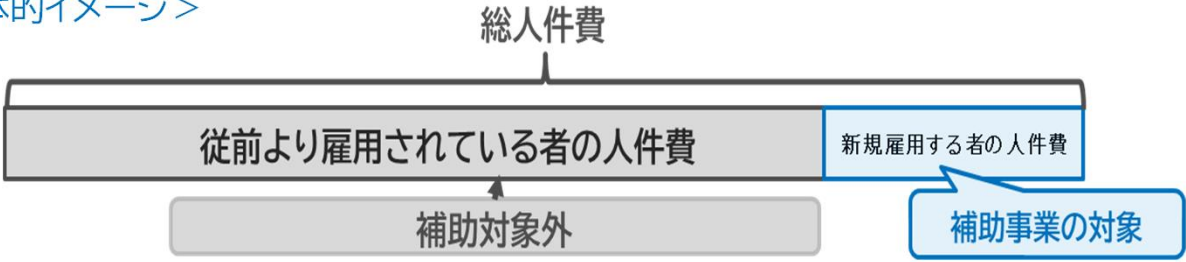 本的イメージ＞
総人件費
従前より雇用されている者の人件費
新規雇用する者の人件費
補助対象外
補助事業の対象